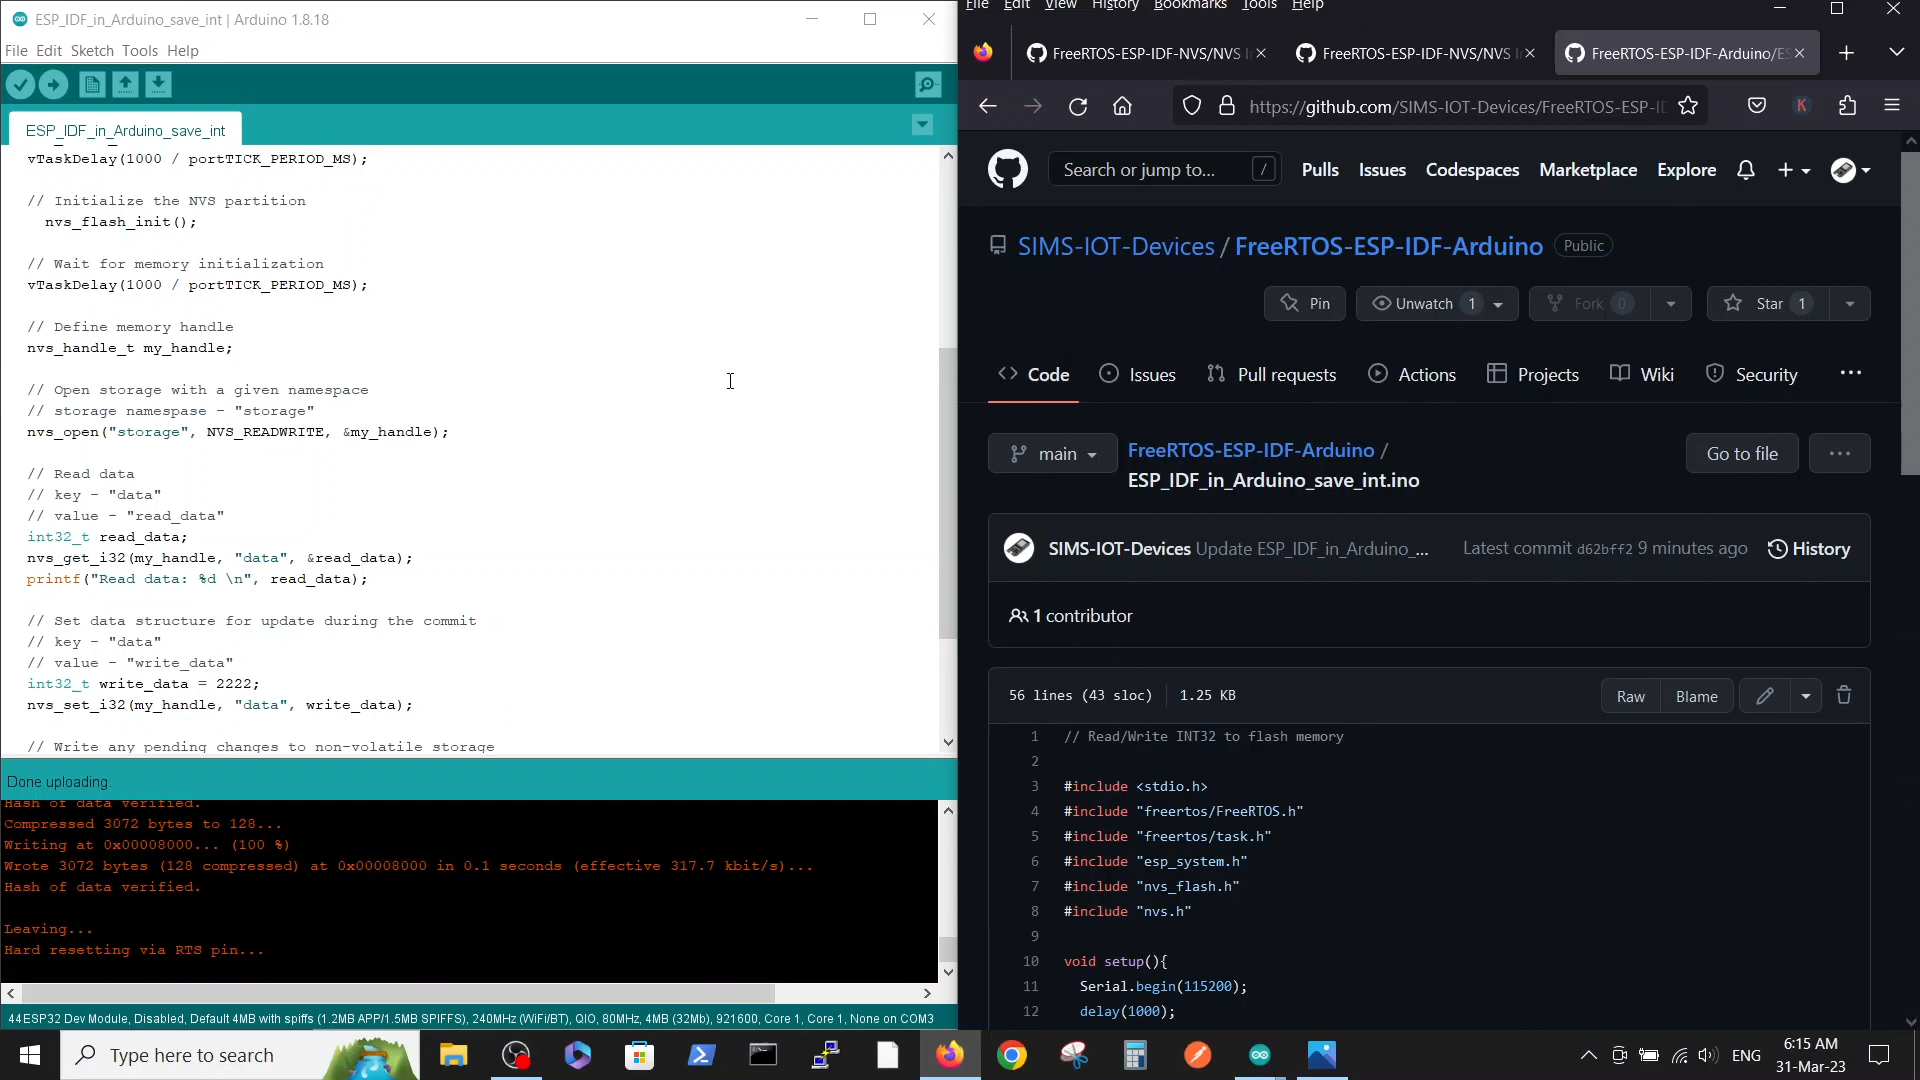 ESP_IDF_in_Arduino_save_int | Arduino 1.8.18
File Edit Sketch Tools Help
ESP_IDF_in_Arduino_save_int
vTaskDelay(1000 / portTICK_PERIOD_MS);
// Initialize the NVS partition
nvs_flash_init();
// Wait for memory initialization
vTaskDelay(1000 / portTICK_PERIOD_MS);
// Define memory handle
nvs_handle_t my_handle;
// Open storage with a given namespace
// storage namespase - "storage"
nvs_open("storage", NVS_READWRITE, &my_handle);
// Read data
// key - "data"
// value - "read_data"
int32_t read_data;
nvs_get_i32(my_handle, "data", &read_data);
printf("Read data: %d \n", read_data);
// Set data structure for update during the commit
// key - "data"
// value - "write_data"
int32_t write_data = 2222;
nvs_set_i32(my_handle, "data", write_data);
// Write any pending changes to non-volatile storage
Done uploading.
Hash of data verified.
Compressed 3072 bytes to 128...
Writing at 0x00008000... (100 %)
Wrote 3072 bytes (128 compressed) at 0x00008000 in 0.1 seconds (effective 317.7 kbit/s)...
Hash of data verified.
Leaving...
Hard resetting via RTS pin...
44 ESP32 Dev Module, Disabled, Default 4MB with spiffs (1.2MB APP/1.5MB SPIFFS), 240MHz (WiFi/BT), QIO, 80MHz, 4MB (32Mb), 921600, Core 1, Core 1, None on COM3
File Edit View History Bookmarks Tools Help
FreeRTOS-ESP-IDF-NVS/NVS
FreeRTOS-ESP-IDF-NVS/NVS
FreeRTOS-ESP-IDF-Arduino/ES
https://github.com/SIMS-IOT-Devices/FreeRTOS-ESP-ID
K
Search or jump to... /
Pulls Issues Codespaces Marketplace Explore
SIMS-IOT-Devices / FreeRTOS-ESP-IDF-Arduino Public
Pin Unwatch 1 Fork 0 Star 1
Code Issues Pull requests Actions Projects Wiki Security
main
FreeRTOS-ESP-IDF-Arduino /
ESP_IDF_in_Arduino_save_int.ino
Go to file
SIMS-IOT-Devices Update ESP_IDF_in_Arduino_... Latest commit d62bff2 9 minutes ago History
1 contributor
56 lines (43 sloc) 1.25 KB Raw Blame
1 // Read/Write INT32 to flash memory
2
3 #include <stdio.h>
4 #include "freertos/FreeRTOS.h"
5 #include "freertos/task.h"
6 #include "esp_system.h"
7 #include "nvs_flash.h"
8 #include "nvs.h"
9
10 void setup(){
11 Serial.begin(115200);
12 delay(1000);
Type here to search
ENG
6:15 AM
31-Mar-23